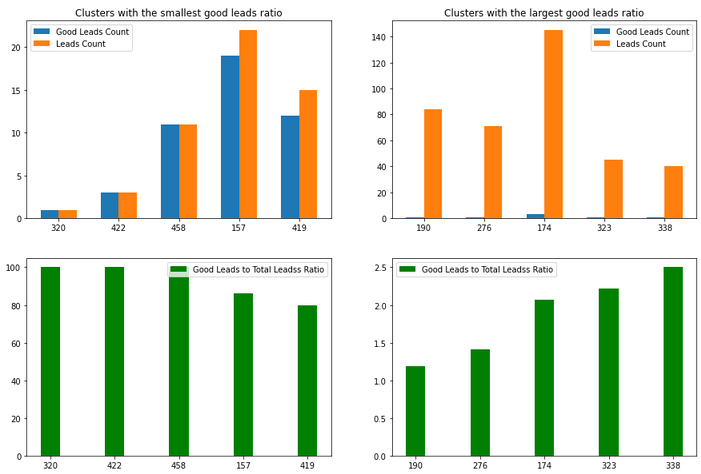 Clusters with the smallest good leads ratio
Good Leads Count
Leads Count
20
15
10
5
0
320 422 458 157 419
Clusters with the largest good leads ratio
Good Leads Count
Leads Count
140
120
100
80
60
40
20
0
190 276 174 323 338
Good Leads to Total Leadss Ratio
100
80
60
40
20
0
320 422 458 157 419
Good Leads to Total Leadss Ratio
2.5
2.0
1.5
1.0
0.5
0.0
190 276 174 323 338